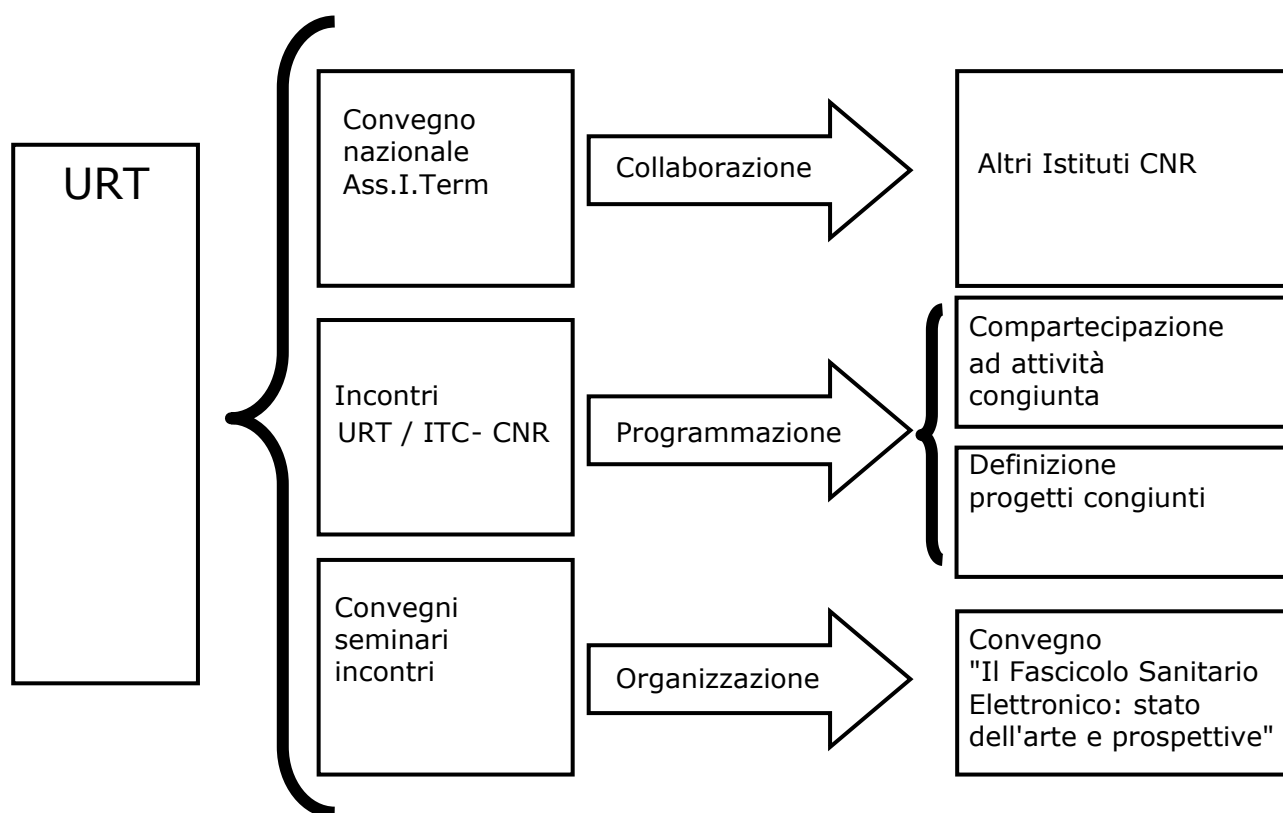 URT
Convegno
nazionale
Ass.I.Term
Collaborazione
Altri Istituti CNR
Incontri
URT / ITC- CNR
Programmazione
Compartecipazione
ad attività
congiunta
Definizione
progetti congiunti
Convegni
seminari
incontri
Organizzazione
Convegno
"Il Fascicolo Sanitario
Elettronico: stato
dell'arte e prospettive"